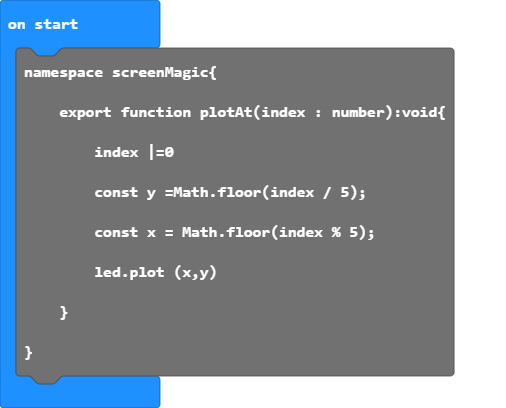 on start
namespace screenMagic{
export function plotAt(index : number):void{
index |=0
const y =Math.floor(index / 5);
const x = Math.floor(index % 5);
led.plot (x,y)
}
}